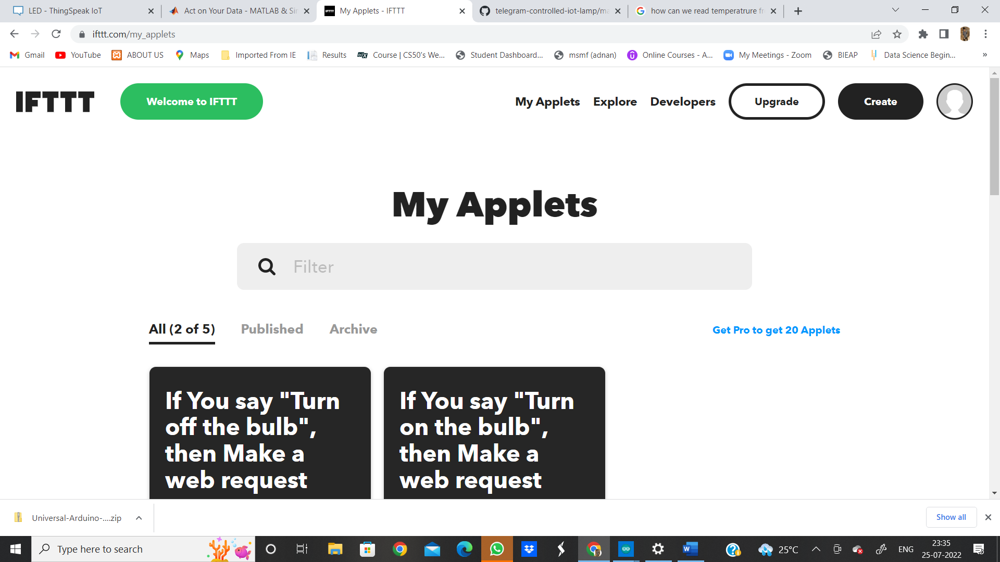 LED - ThingSpeak IoT
Act on Your Data - MATLAB & Sin
My Applets - IFTTT
telegram-controlled-iot-lamp/ma
how can we read temperatrure fr
ifttt.com/my_applets
Gmail
YouTube
ABOUT US
Maps
Imported From IE
Results
edX
Course | CS50's We...
Student Dashboard...
msmf (adnan)
Online Courses - A...
My Meetings - Zoom
BIEAP
Data Science Begin...
»
IFTTT
Welcome to IFTTT
My Applets
Explore
Developers
Upgrade
Create
My Applets
Filter
All (2 of 5)
Published
Archive
Get Pro to get 20 Applets
If You say "Turn
off the bulb",
then Make a
web request
If You say "Turn
on the bulb",
then Make a
web request
Universal-Arduino-....zip
Show all
Type here to search
25°C
ENG
23:35
25-07-2022